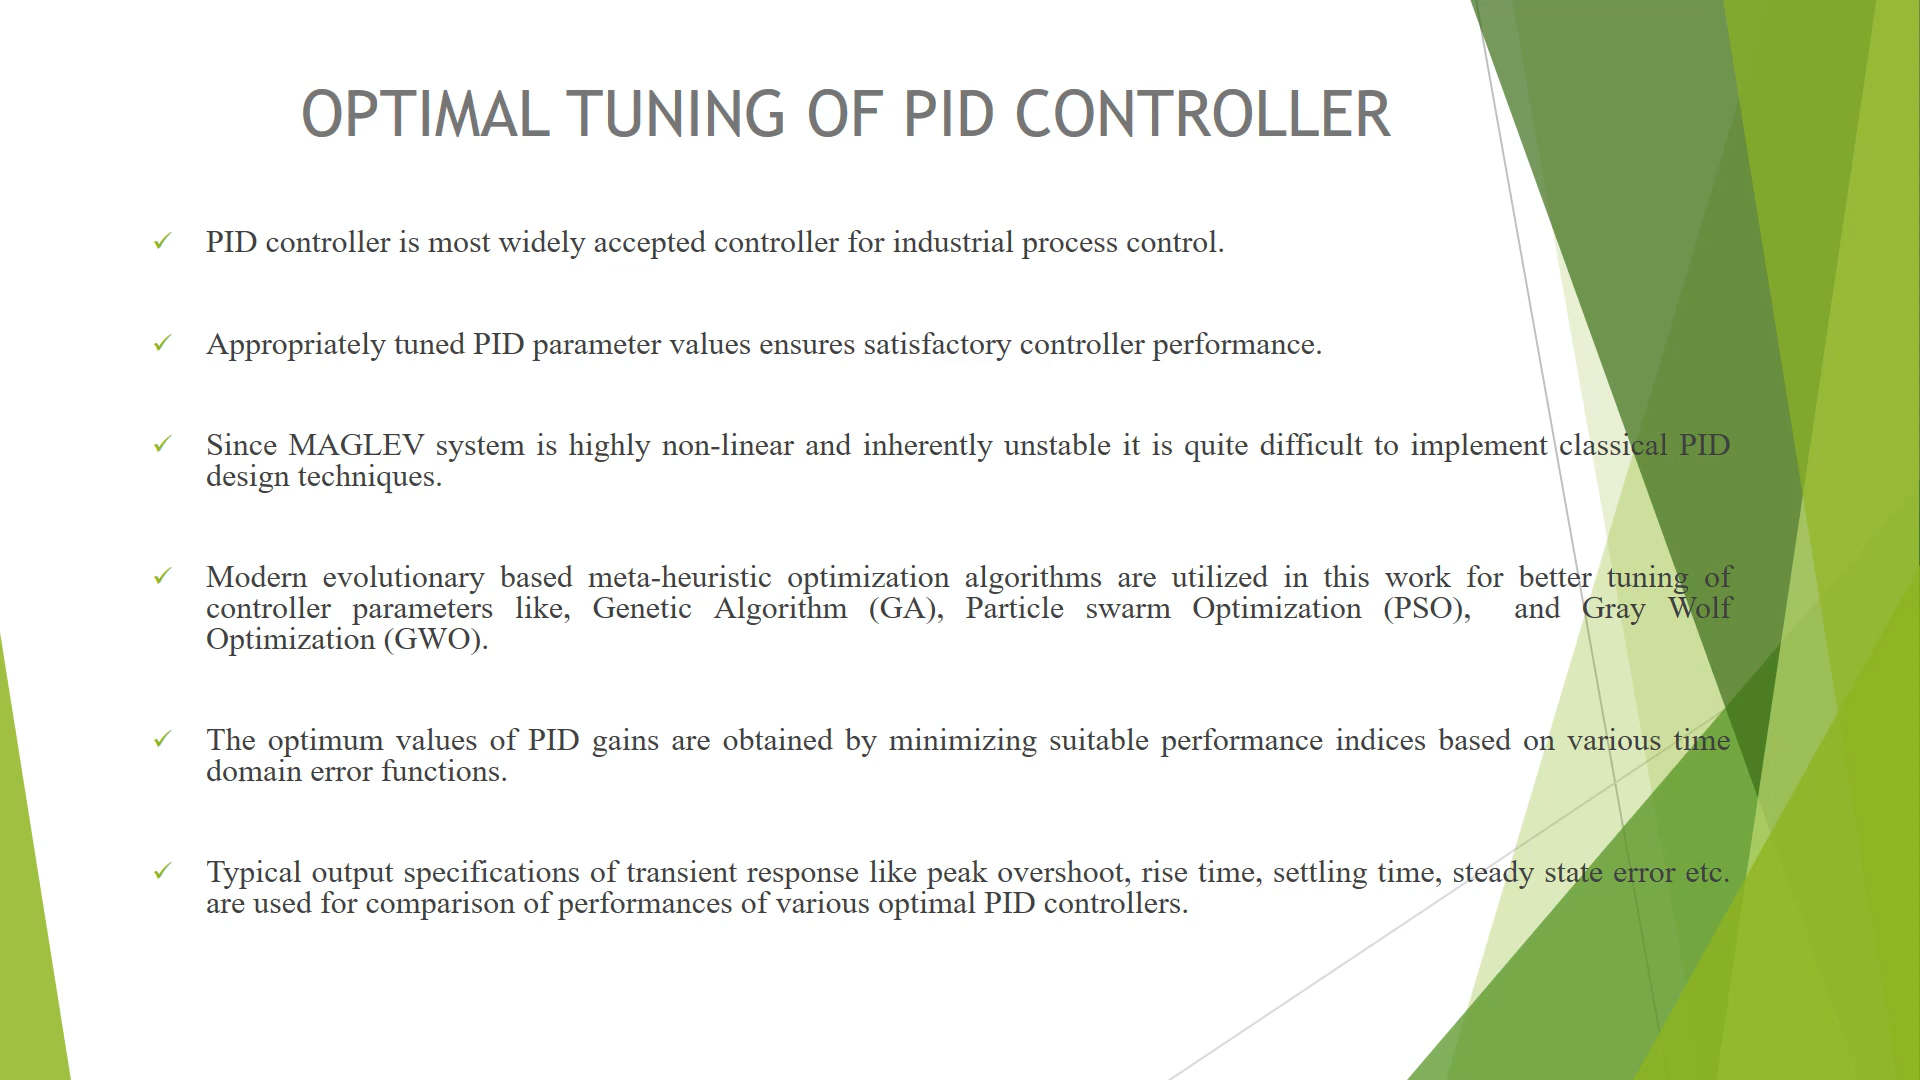 OPTIMAL TUNING OF PID CONTROLLER
✓ PID controller is most widely accepted controller for industrial process control.
✓ Appropriately tuned PID parameter values ensures satisfactory controller performance.
✓ Since MAGLEV system is highly non-linear and inherently unstable it is quite difficult to implement classical PID
design techniques.
✓ Modern evolutionary based meta-heuristic optimization algorithms are utilized in this work for better tuning of
controller parameters like, Genetic Algorithm (GA), Particle swarm Optimization (PSO), and Gray Wolf
Optimization (GWO).
✓ The optimum values of PID gains are obtained by minimizing suitable performance indices based on various time
domain error functions.
✓ Typical output specifications of transient response like peak overshoot, rise time, settling time, steady state error etc.
are used for comparison of performances of various optimal PID controllers.